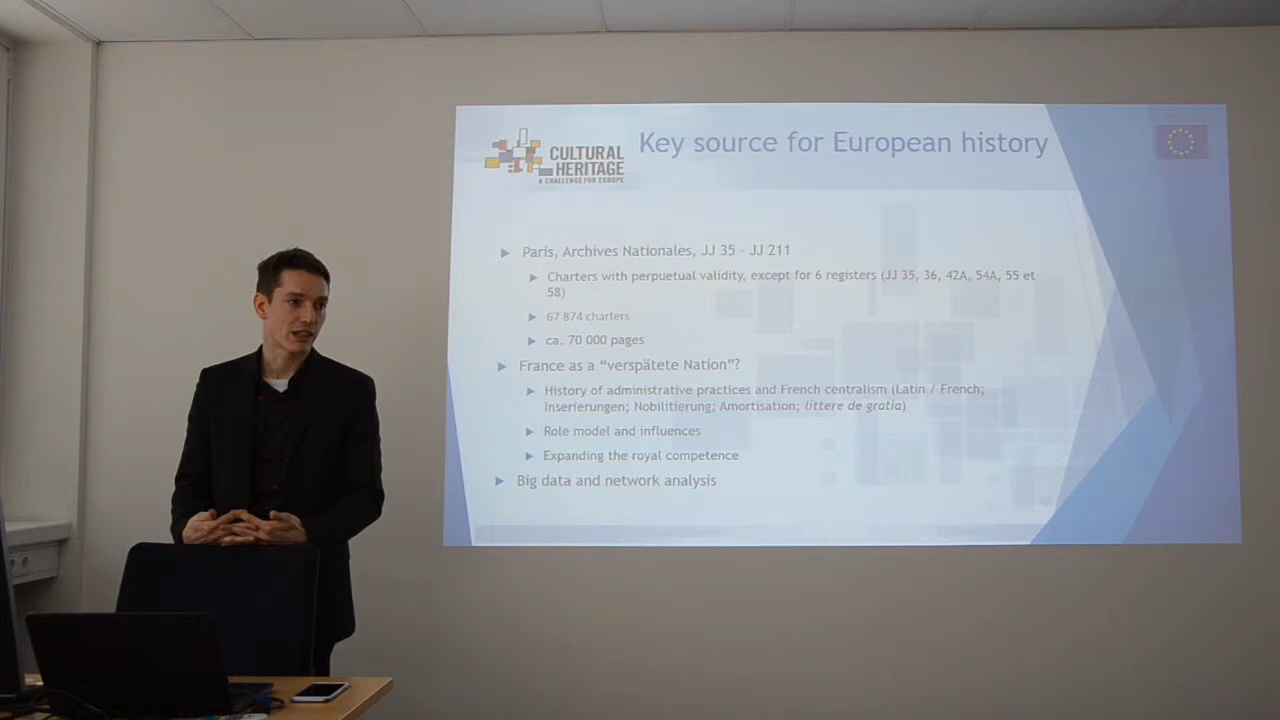 CULTURAL
HERITAGE
A CHALLENGE FOR EUROPE
Key source for European history
Paris, Archives Nationales, JJ 35 - JJ 211
Charters with perpuetual validity, except for 6 registers (JJ 35, 36, 42A, 54A, 55 et
58)
67 874 charters
ca. 70 000 pages
France as a “verspätete Nation”?
History of administrative practices and French centralism (Latin / French;
Inserierungen; Nobilitierung; Amortisation; littere de gratia)
Role model and influences
Expanding the royal competence
Big data and network analysis